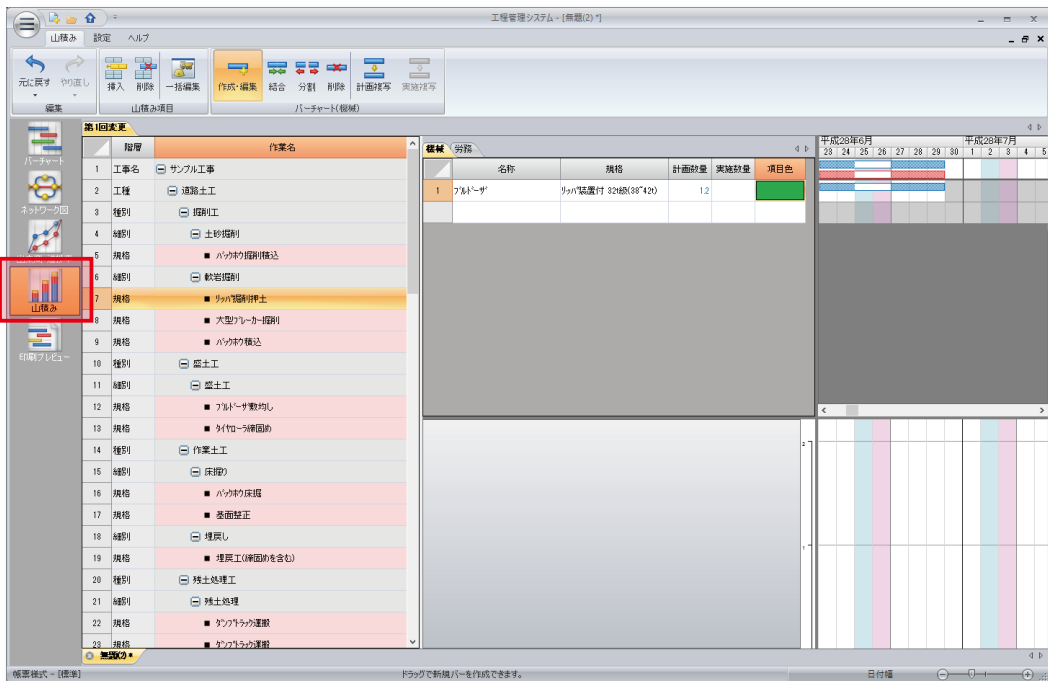 工程管理システム - [無題(2) *]
山積み 設定 ヘルプ
元に戻す やり直し 挿入 削除 一括編集 作成・編集 結合 分割 削除 計画複写 実施複写
編集 山積み項目 バーチャート(機械)
バーチャート
ネットワーク図
山積み
印刷プレビュー
第1回変更
階層 作業名
1 工事名 サンプル工事
2 工種 道路土工
3 種別 掘削工
4 細別 土砂掘削
5 規格 ■ バックホウ掘削積込
6 細別 軟岩掘削
7 規格 ■ リッパ掘削押土
8 規格 ■ 大型ブレーカー掘削
9 規格 ■ バックホウ積込
10 種別 盛土工
11 細別 盛土工
12 規格 ■ ブルドーザ敷均し
13 規格 ■ タイヤローラ締固め
14 種別 作業土工
15 細別 床掘り
16 規格 ■ バックホウ床掘
17 規格 ■ 基面整正
18 細別 埋戻し
19 規格 ■ 埋戻工(締固めを含む)
20 種別 残土処理工
21 細別 残土処理
22 規格 ■ ダンプトラック運搬
23 規格 ■ ダンプトラック運搬
機械 労務
名称 規格 計画数量 実施数量 項目色
1 ブルドーザ リッパ装置付 32t級(38~42t) 1.2
平成28年6月 平成28年7月
23 24 25 26 27 28 29 30 1 2 3 4 5
2
1
無題(2) *
帳票様式 - [標準] ドラッグで新規バーを作成できます。 日付幅